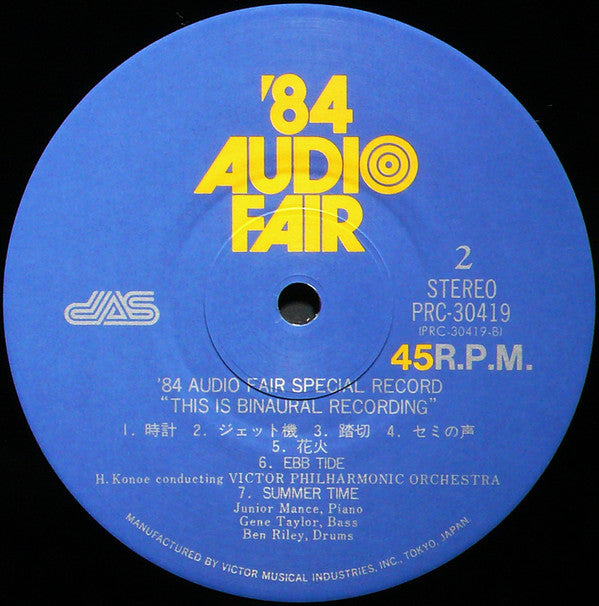 '84
AUDIO
FAIR
2
STEREO
JAS
PRC-30419
(PRC-30419-B)
45R.P.M.
'84 AUDIO FAIR SPECIAL RECORD
“THIS IS BINAURAL RECORDING”
1. 時計 2. ジェット機 3. 踏切 4. セミの声
5. 花火
6. EBB TIDE
H. Konoe conducting VICTOR PHILHARMONIC ORCHESTRA
7. SUMMER TIME
Junior Mance, Piano
Gene Taylor, Bass
Ben Riley, Drums
MANUFACTURED BY VICTOR MUSICAL INDUSTRIES, INC., TOKYO, JAPAN.